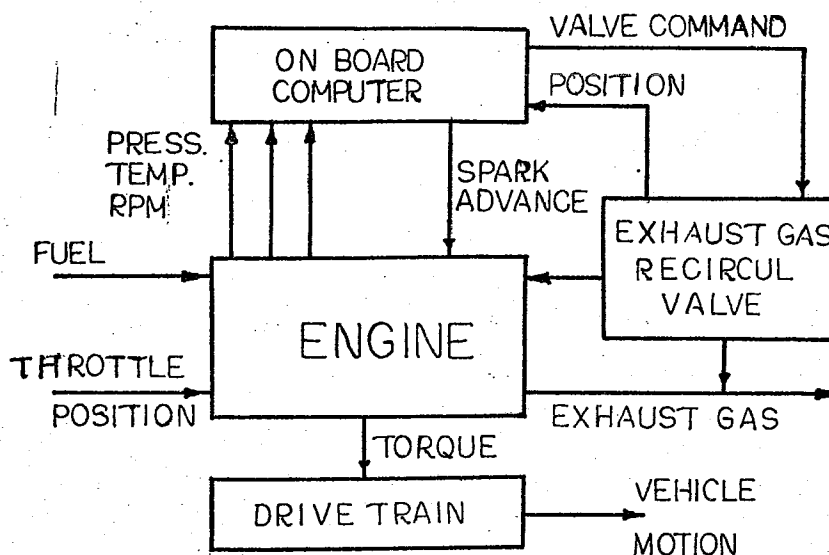 VALVE COMMAND
ON BOARD
COMPUTER
POSITION
PRESS.
TEMP.
RPM
SPARK
ADVANCE
EXHAUST GAS
RECIRCUL
VALVE
FUEL
ENGINE
THROTTLE
POSITION
EXHAUST GAS
TORQUE
DRIVE TRAIN
VEHICLE
MOTION